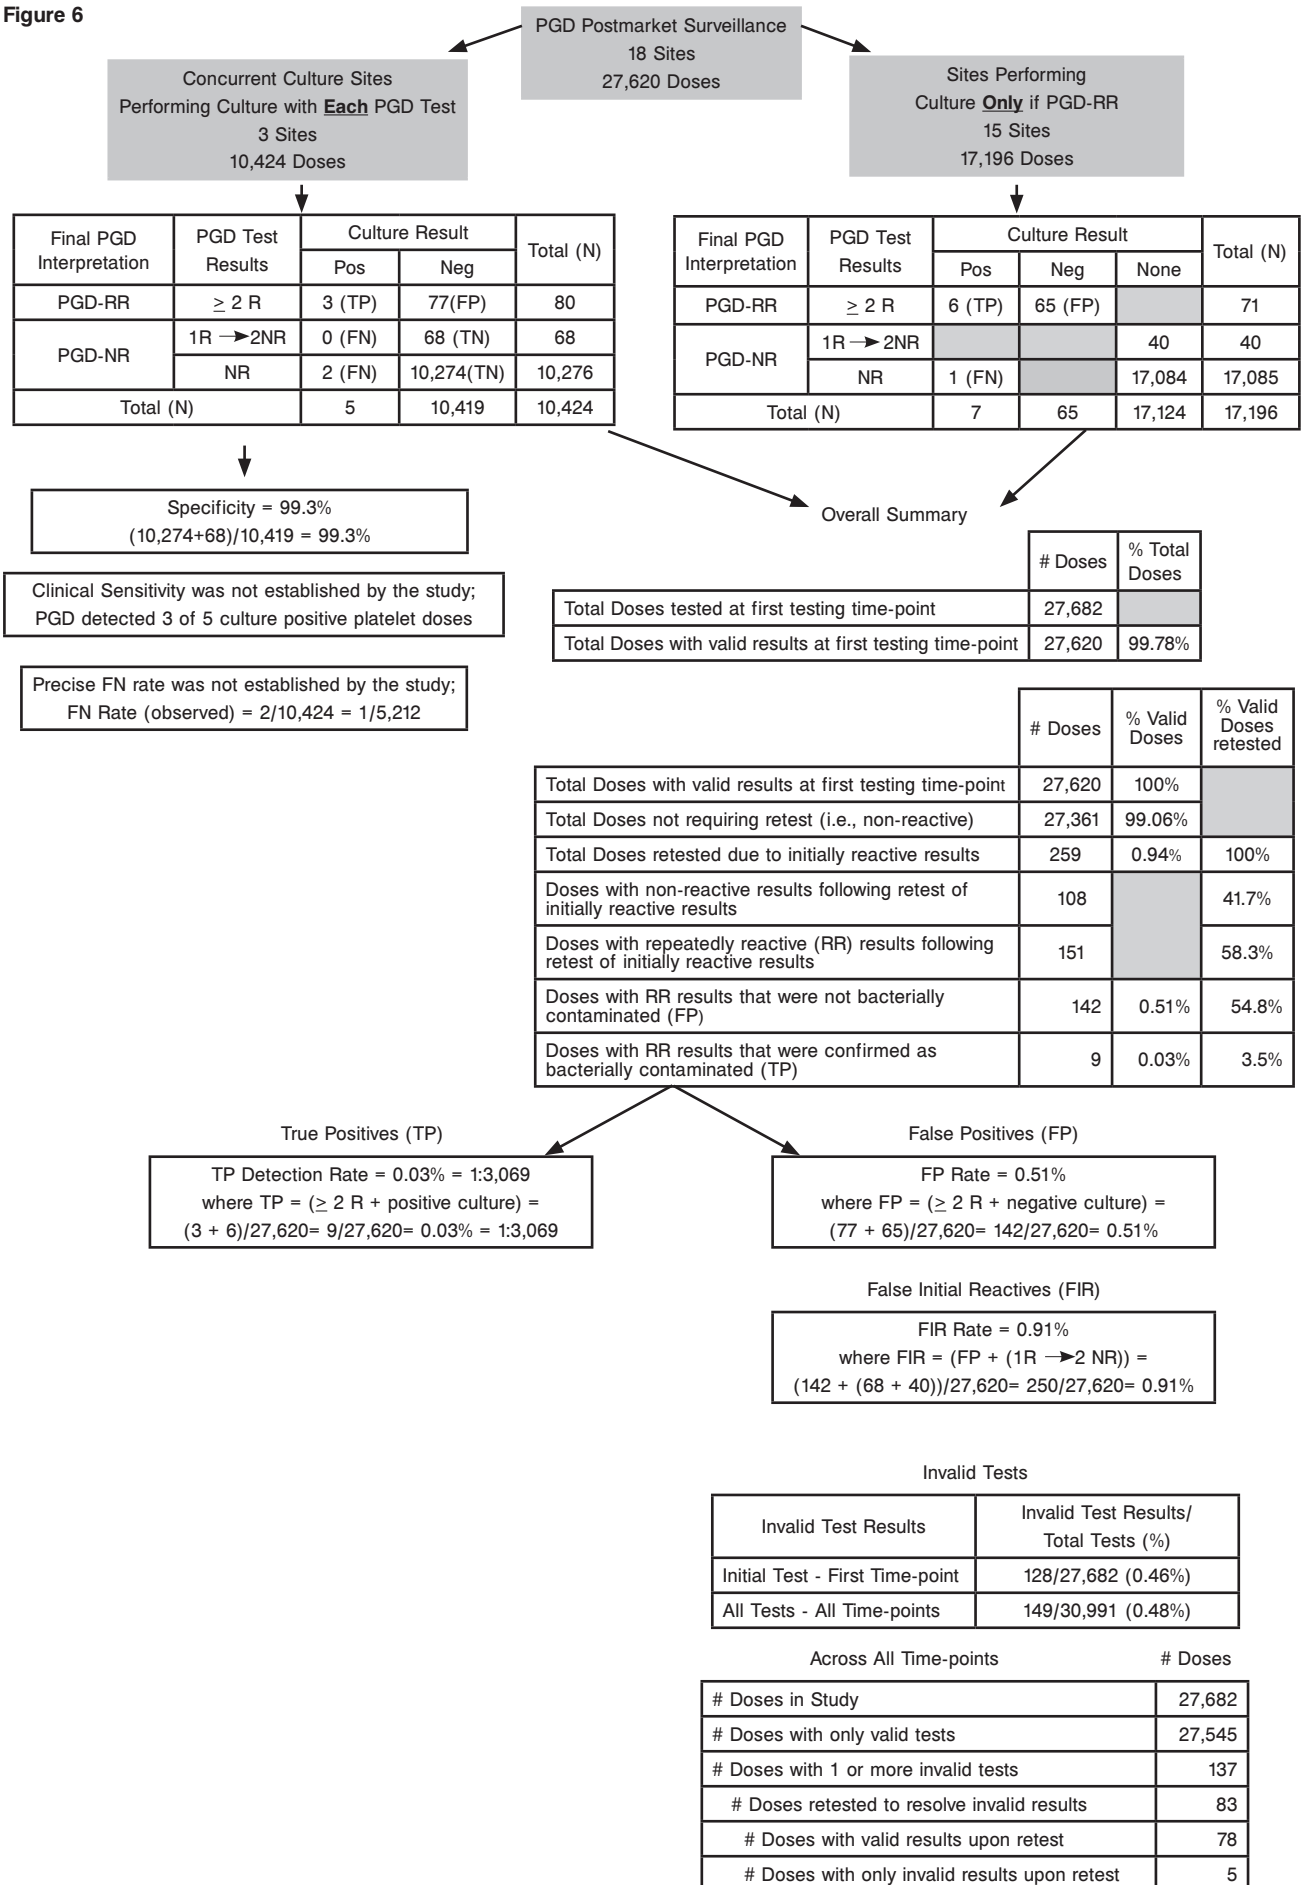 Figure 6
PGD Postmarket Surveillance
18 Sites
27,620 Doses
Concurrent Culture Sites
Performing Culture with Each PGD Test
3 Sites
10,424 Doses
Sites Performing
Culture Only if PGD-RR
15 Sites
17,196 Doses
Final PGD Interpretation | PGD Test Results | Culture Result | Total (N)
Pos | Neg
PGD-RR | ≥ 2 R | 3 (TP) | 77(FP) | 80
PGD-NR | 1R → 2NR | 0 (FN) | 68 (TN) | 68
NR | 2 (FN) | 10,274(TN) | 10,276
Total (N) | 5 | 10,419 | 10,424
Final PGD Interpretation | PGD Test Results | Culture Result | Total (N)
Pos | Neg | None
PGD-RR | ≥ 2 R | 6 (TP) | 65 (FP) | 71
PGD-NR | 1R → 2NR | 40 | 40
NR | 1 (FN) | 17,084 | 17,085
Total (N) | 7 | 65 | 17,124 | 17,196
Specificity = 99.3%
(10,274+68)/10,419 = 99.3%
Clinical Sensitivity was not established by the study;
PGD detected 3 of 5 culture positive platelet doses
Precise FN rate was not established by the study;
FN Rate (observed) = 2/10,424 = 1/5,212
Overall Summary
# Doses | % Total Doses
Total Doses tested at first testing time-point | 27,682
Total Doses with valid results at first testing time-point | 27,620 | 99.78%
# Doses | % Valid Doses | % Valid Doses retested
Total Doses with valid results at first testing time-point | 27,620 | 100%
Total Doses not requiring retest (i.e., non-reactive) | 27,361 | 99.06%
Total Doses retested due to initially reactive results | 259 | 0.94% | 100%
Doses with non-reactive results following retest of
initially reactive results | 108 | 41.7%
Doses with repeatedly reactive (RR) results following
retest of initially reactive results | 151 | 58.3%
Doses with RR results that were not bacterially
contaminated (FP) | 142 | 0.51% | 54.8%
Doses with RR results that were confirmed as
bacterially contaminated (TP) | 9 | 0.03% | 3.5%
True Positives (TP)
TP Detection Rate = 0.03% = 1:3,069
where TP = (≥ 2 R + positive culture) =
(3 + 6)/27,620= 9/27,620= 0.03% = 1:3,069
False Positives (FP)
FP Rate = 0.51%
where FP = (≥ 2 R + negative culture) =
(77 + 65)/27,620= 142/27,620= 0.51%
False Initial Reactives (FIR)
FIR Rate = 0.91%
where FIR = (FP + (1R → 2 NR)) =
(142 + (68 + 40))/27,620= 250/27,620= 0.91%
Invalid Tests
Invalid Test Results | Invalid Test Results/
Total Tests (%)
Initial Test - First Time-point | 128/27,682 (0.46%)
All Tests - All Time-points | 149/30,991 (0.48%)
Across All Time-points | # Doses
# Doses in Study | 27,682
# Doses with only valid tests | 27,545
# Doses with 1 or more invalid tests | 137
# Doses retested to resolve invalid results | 83
# Doses with valid results upon retest | 78
# Doses with only invalid results upon retest | 5